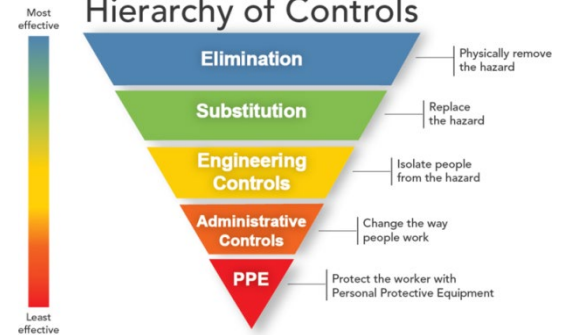 Hierarchy of Controls
Most
effective
Elimination
Physically remove
the hazard
Substitution
Replace
the hazard
Engineering
Controls
Isolate people
from the hazard
Administrative
Controls
Change the way
people work
PPE
Protect the worker with
Personal Protective Equipment
Least
effective